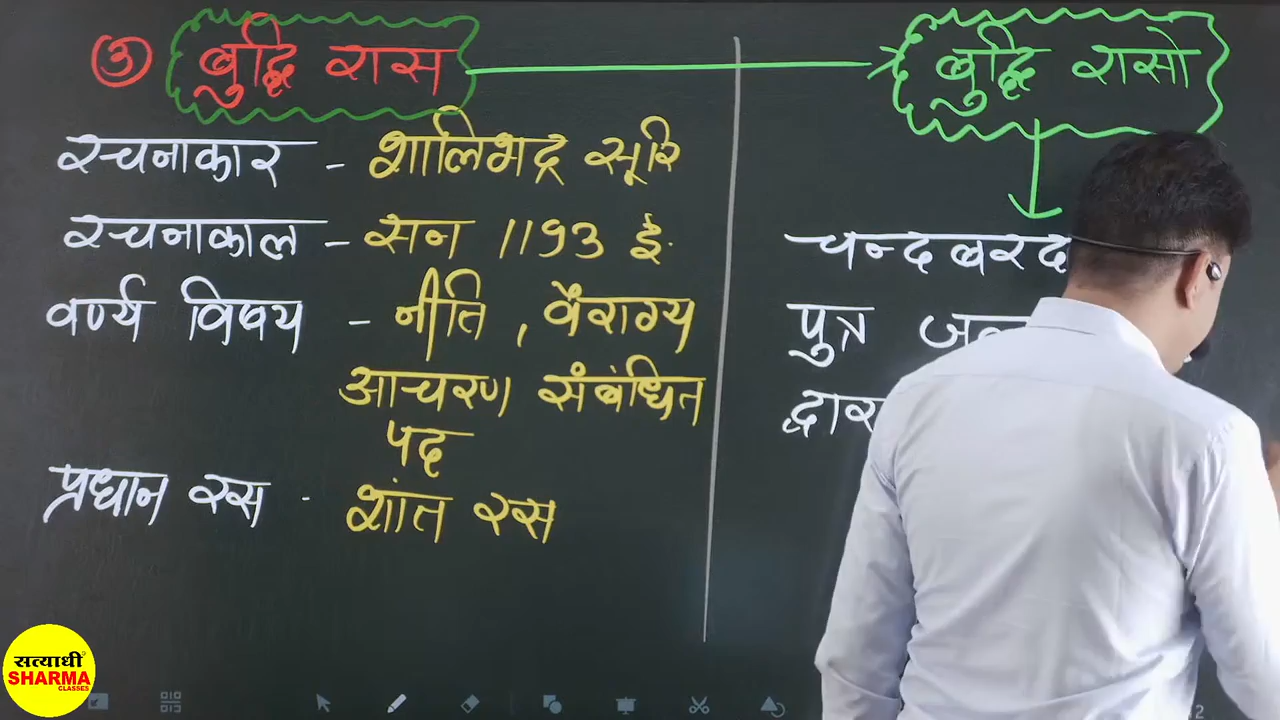 ③ बुद्धि रास
रचनाकार - शालिभद्र सूरि
रचनाकाल - सन 1193 ई.
वर्ण्य विषय - नीति, वैराग्य
आचरण संबंधित
पद
प्रधान रस - शांत रस
बुद्धि रासो
चन्दबरद
पुत्र
सत्याधी
SHARMA
CLASSES